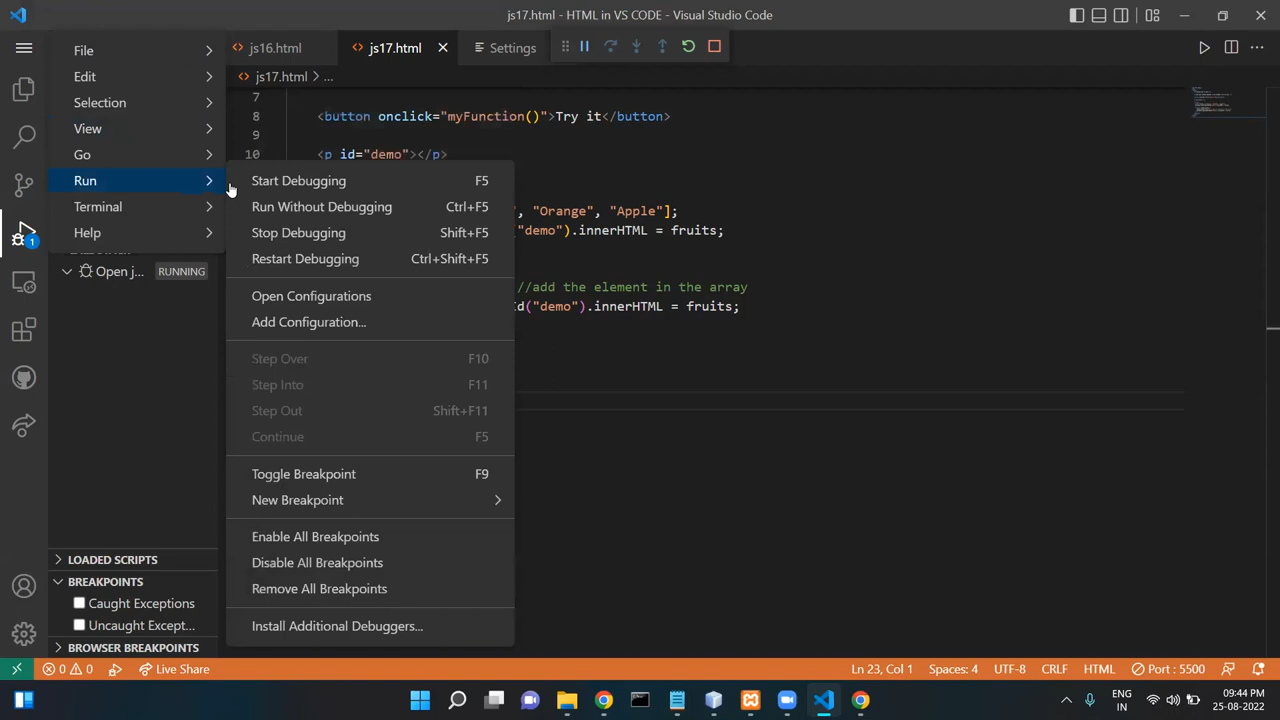 js17.html - HTML in VS CODE - Visual Studio Code
File
Edit
Selection
View
Go
Run
Terminal
Help
js16.html
js17.html
Settings
js17.html > ...
7
8 <button onclick="myFunction()">Try it</button>
9
10 <p id="demo"></p>
, "Orange", "Apple"];
("demo").innerHTML = fruits;
//add the element in the array
Id("demo").innerHTML = fruits;
Start Debugging F5
Run Without Debugging Ctrl+F5
Stop Debugging Shift+F5
Restart Debugging Ctrl+Shift+F5
Open Configurations
Add Configuration...
Step Over F10
Step Into F11
Step Out Shift+F11
Continue F5
Toggle Breakpoint F9
New Breakpoint
Enable All Breakpoints
Disable All Breakpoints
Remove All Breakpoints
Install Additional Debuggers...
1
Open j... RUNNING
LOADED SCRIPTS
BREAKPOINTS
Caught Exceptions
Uncaught Except...
BROWSER BREAKPOINTS
0 0 Live Share Ln 23, Col 1 Spaces: 4 UTF-8 CRLF HTML Port : 5500
ENG
IN
09:44 PM
25-08-2022